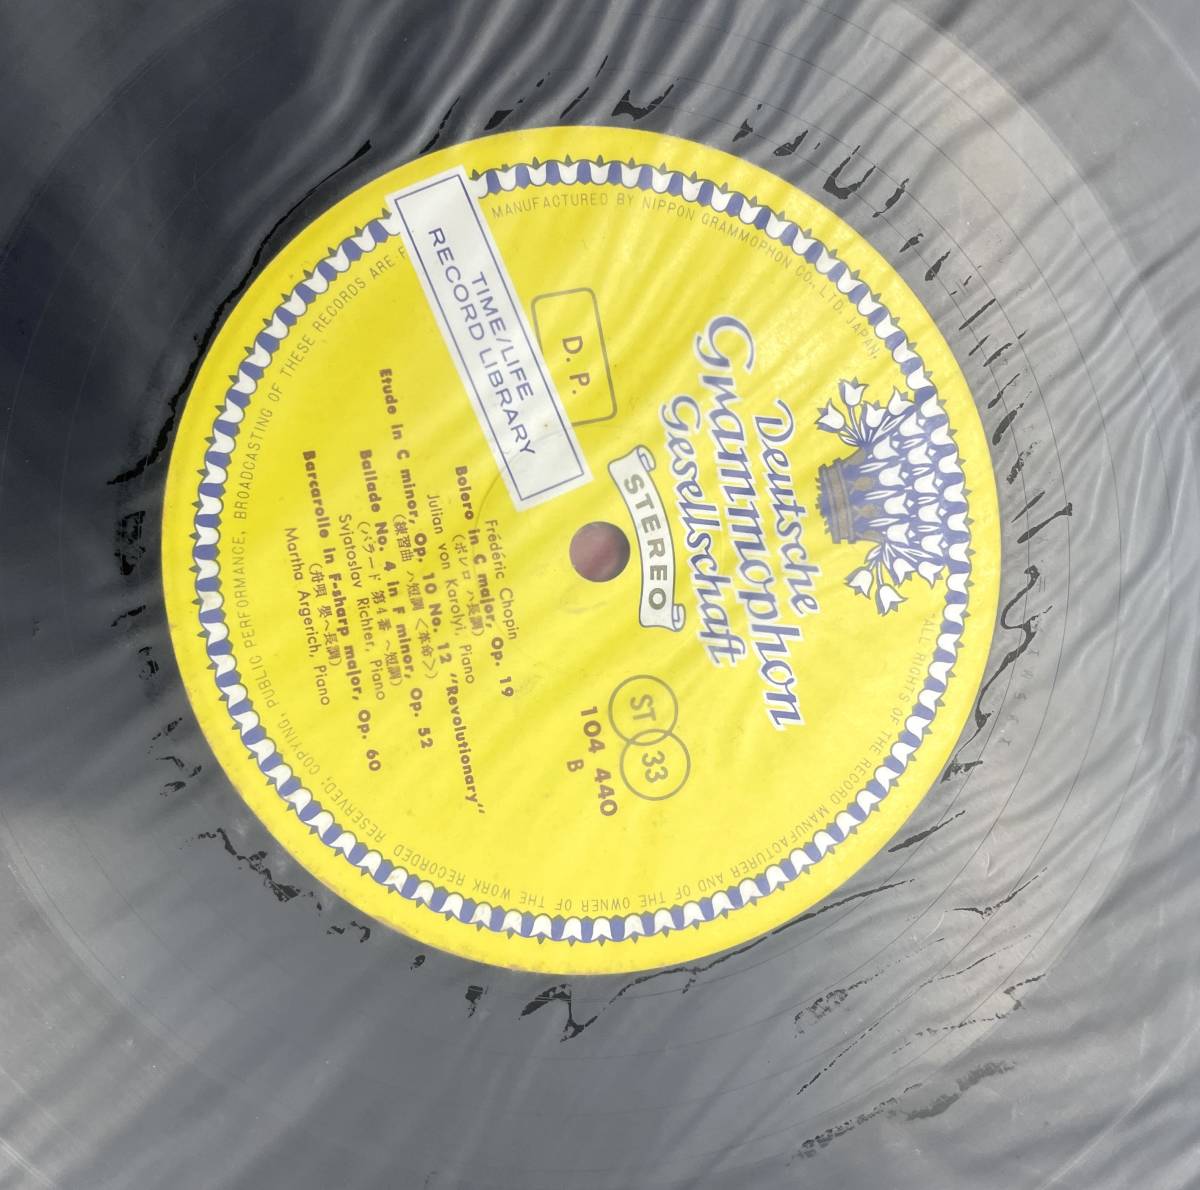 Deutsche
Grammophon
Gesellschaft
STEREO
D. P.
ST 33
104 440
B
TIME/LIFE
RECORD LIBRARY
Frédéric Chopin
Bolero in C major, Op. 19
(ボレロ ハ長調)
Julian von Karolyi, Piano
Etude in C minor, Op. 10 No. 12 "Revolutionary"
(練習曲 ハ短調 <革命>)
Ballade No. 4 in F minor, Op. 52
(バラード 第4番 ヘ短調)
Svjatoslav Richter, Piano
Barcarolle in F-sharp major, Op. 60
(舟唄 嬰ヘ長調)
Martha Argerich, Piano
ALL RIGHTS OF THE RECORD MANUFACTURER AND OF THE OWNER OF THE WORK RECORDED RESERVED; COPYING, PUBLIC PERFORMANCE, BROADCASTING OF THESE RECORDS ARE
MANUFACTURED BY NIPPON GRAMMOPHON CO., LTD. JAPAN.